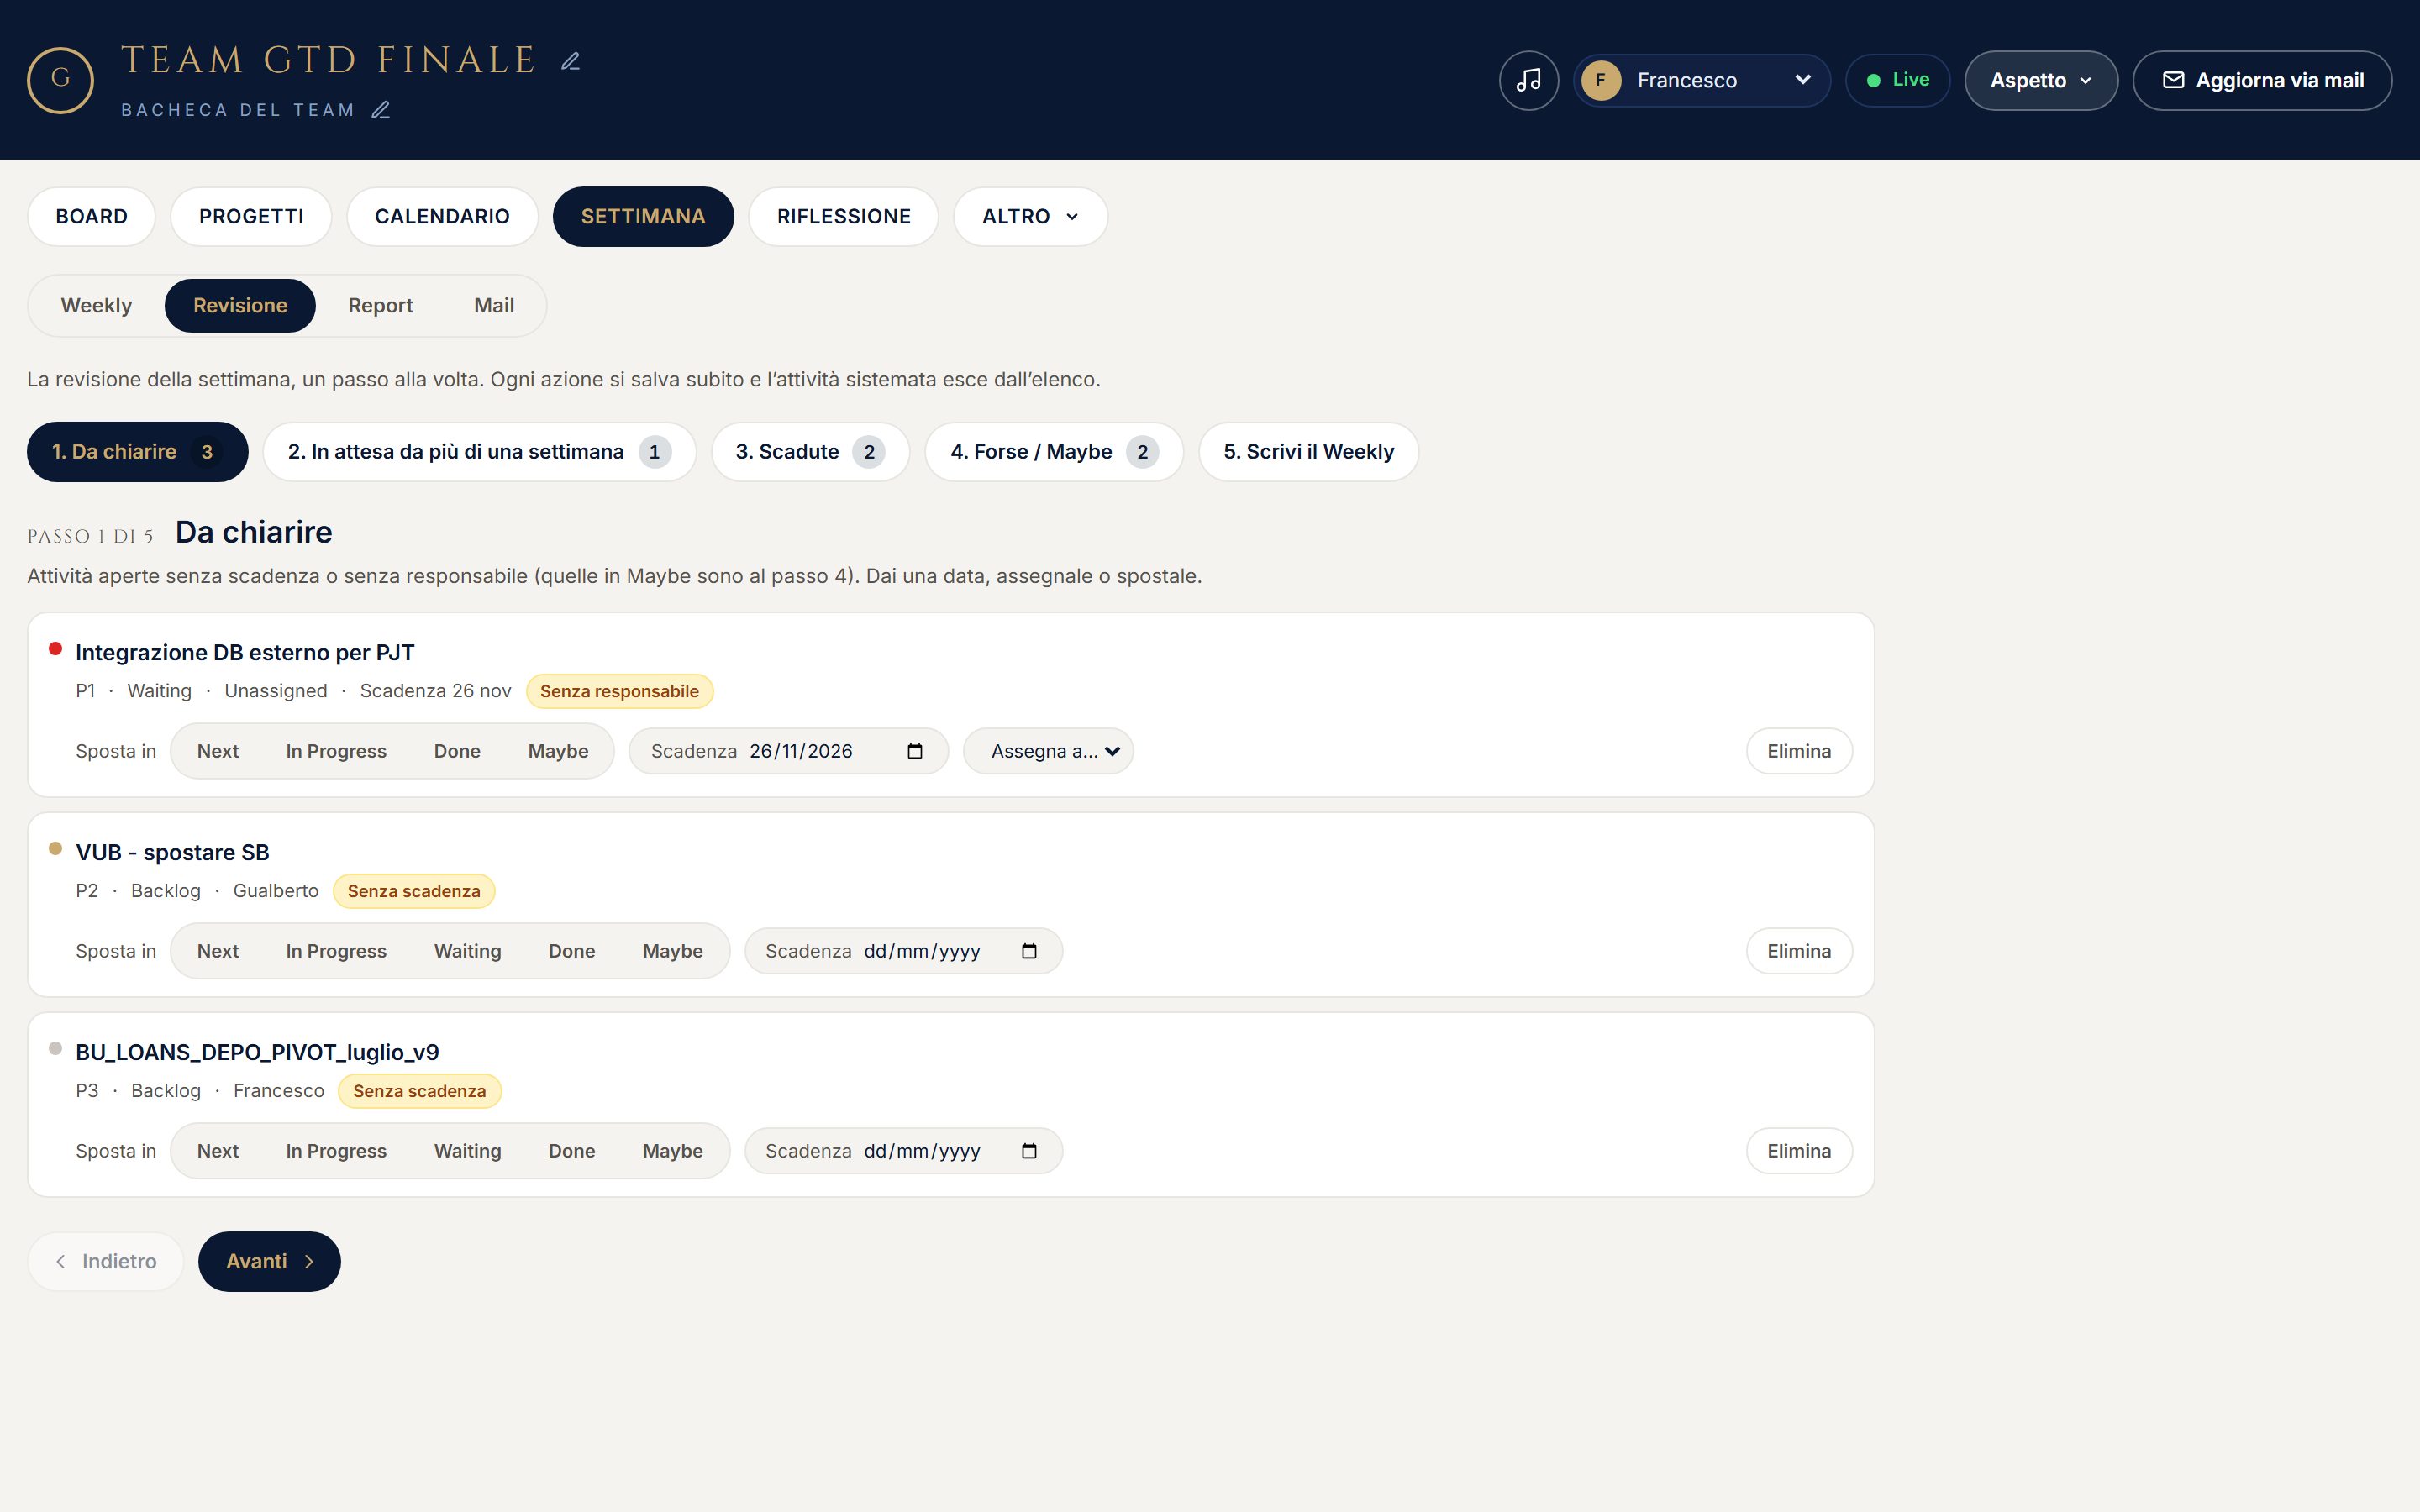 G
TEAM GTD FINALE
BACHECA DEL TEAM
F Francesco
Live
Aspetto
Aggiorna via mail
BOARD PROGETTI CALENDARIO SETTIMANA RIFLESSIONE ALTRO
Weekly Revisione Report Mail
La revisione della settimana, un passo alla volta. Ogni azione si salva subito e l’attività sistemata esce dall’elenco.
1. Da chiarire 3 2. In attesa da più di una settimana 1 3. Scadute 2 4. Forse / Maybe 2 5. Scrivi il Weekly
PASSO 1 DI 5 Da chiarire
Attività aperte senza scadenza o senza responsabile (quelle in Maybe sono al passo 4). Dai una data, assegnale o spostale.
Integrazione DB esterno per PJT
P1 · Waiting · Unassigned · Scadenza 26 nov Senza responsabile
Sposta in Next In Progress Done Maybe Scadenza 26/11/2026 Assegna a... Elimina
VUB - spostare SB
P2 · Backlog · Gualberto Senza scadenza
Sposta in Next In Progress Waiting Done Maybe Scadenza dd/mm/yyyy Elimina
BU_LOANS_DEPO_PIVOT_luglio_v9
P3 · Backlog · Francesco Senza scadenza
Sposta in Next In Progress Waiting Done Maybe Scadenza dd/mm/yyyy Elimina
Indietro Avanti